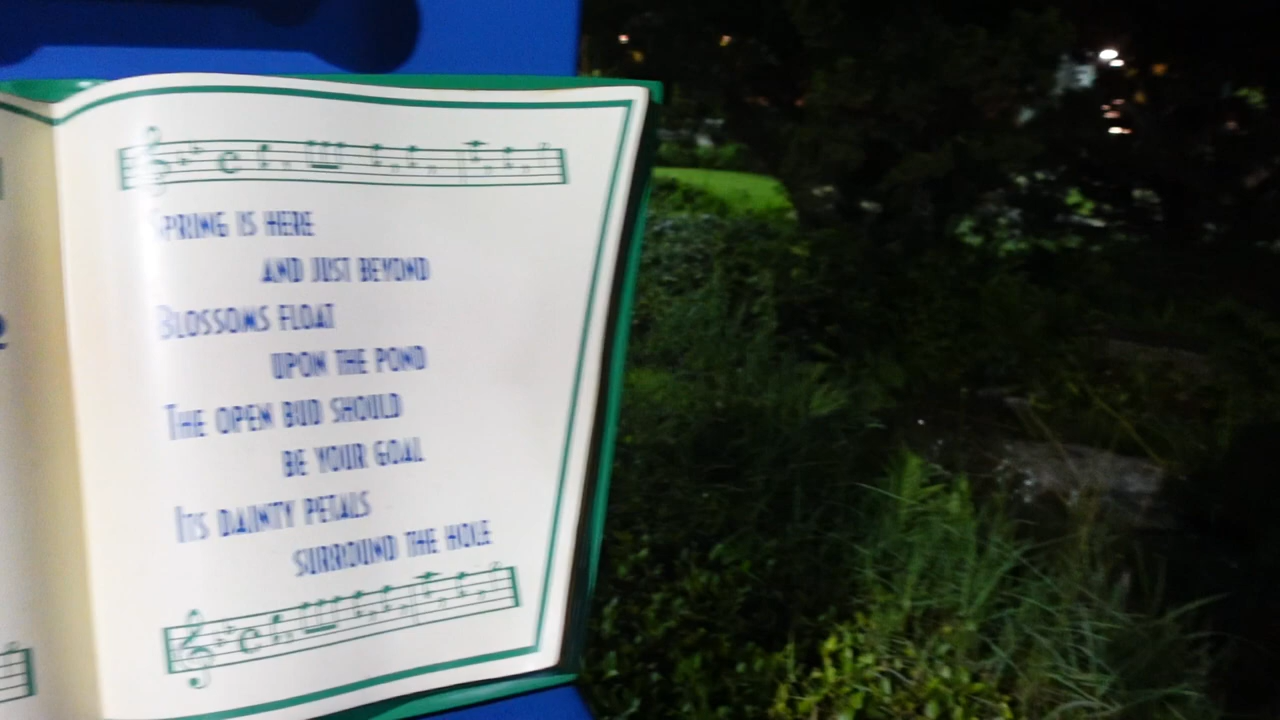 SPRING IS HERE
AND JUST BEYOND
BLOSSOMS FLOAT
UPON THE POND
THE OPEN BUD SHOULD
BE YOUR GOAL
ITS DAINTY PETALS
SURROUND THE HOLE